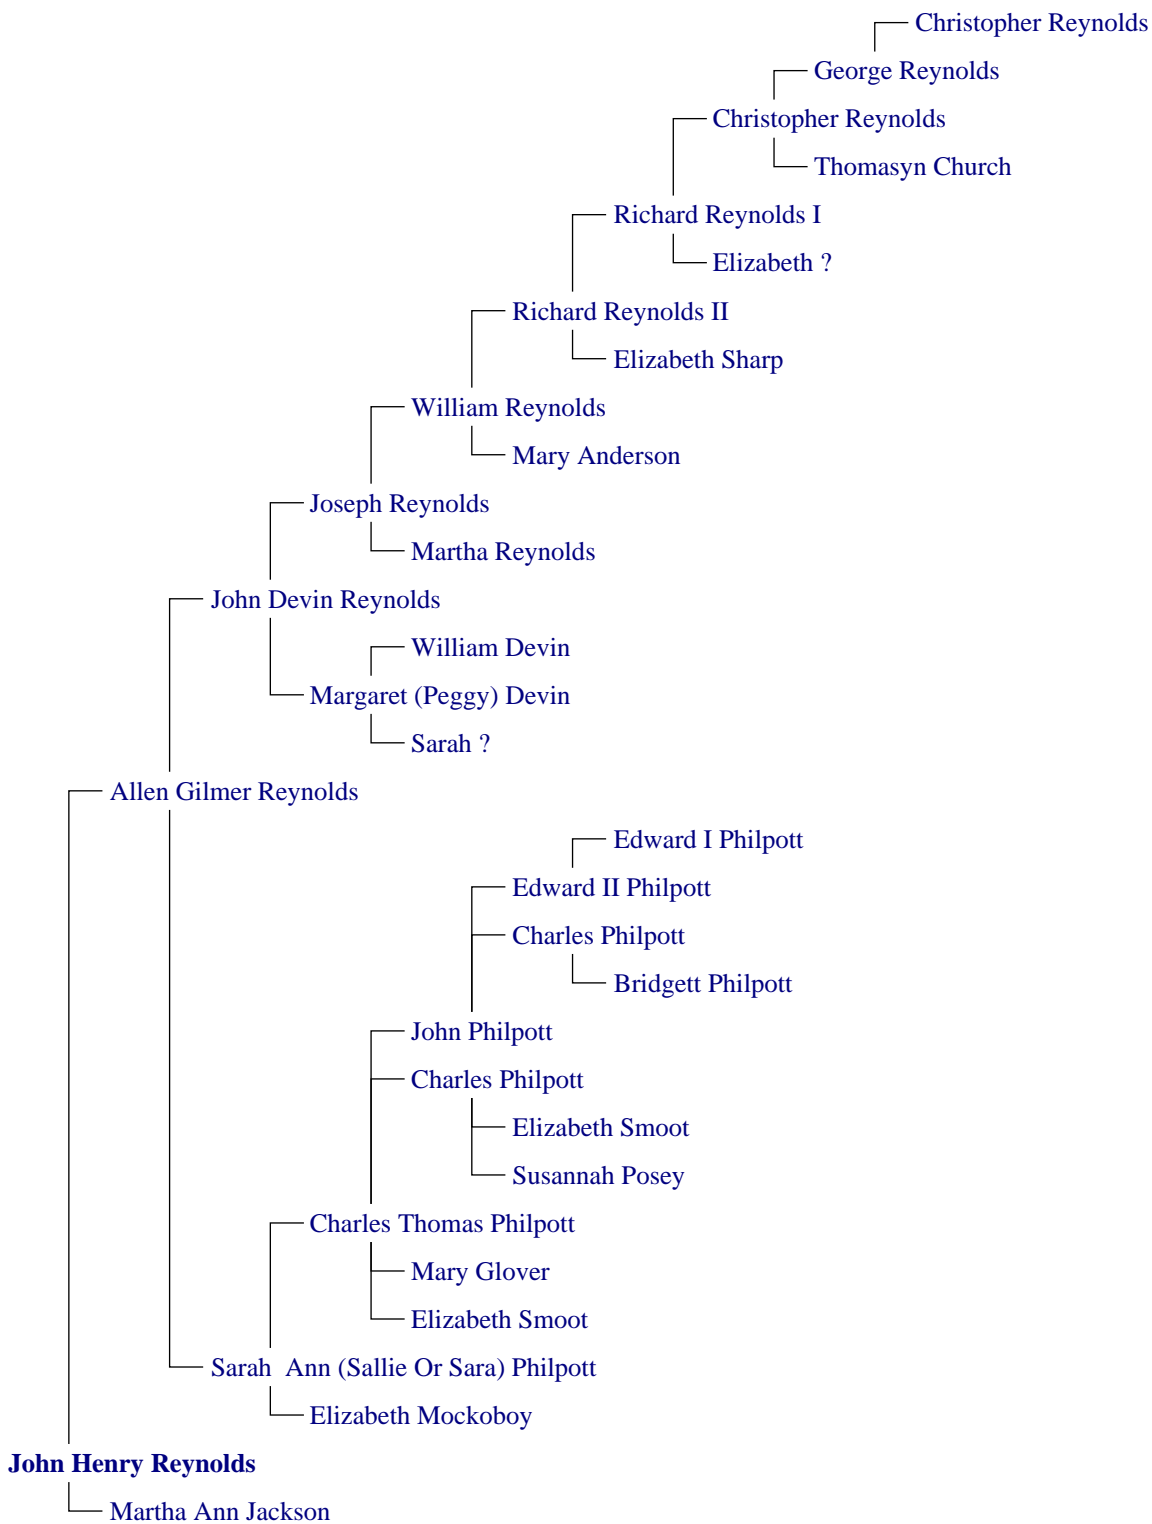 Christopher Reynolds
George Reynolds
Christopher Reynolds
Thomasyn Church
Richard Reynolds I
Elizabeth ?
Richard Reynolds II
Elizabeth Sharp
William Reynolds
Mary Anderson
Joseph Reynolds
Martha Reynolds
John Devin Reynolds
William Devin
Margaret (Peggy) Devin
Sarah ?
Allen Gilmer Reynolds
Edward I Philpott
Edward II Philpott
Charles Philpott
Bridgett Philpott
John Philpott
Charles Philpott
Elizabeth Smoot
Susannah Posey
Charles Thomas Philpott
Mary Glover
Elizabeth Smoot
Sarah  Ann (Sallie Or Sara) Philpott
Elizabeth Mockoboy
John Henry Reynolds
Martha Ann Jackson